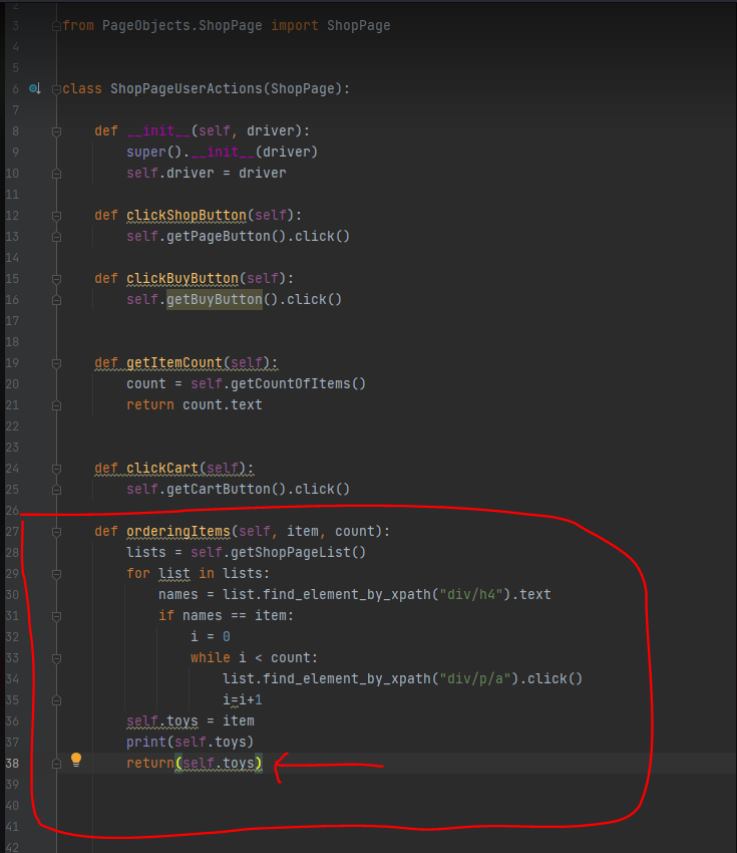 2
3 from PageObjects.ShopPage import ShopPage
4
5
6 class ShopPageUserActions(ShopPage):
7
8 def __init__(self, driver):
9 super().__init__(driver)
10 self.driver = driver
11
12 def clickShopButton(self):
13 self.getPageButton().click()
14
15 def clickBuyButton(self):
16 self.getBuyButton().click()
17
18
19 def getItemCount(self):
20 count = self.getCountOfItems()
21 return count.text
22
23
24 def clickCart(self):
25 self.getCartButton().click()
26
27 def orderingItems(self, item, count):
28 lists = self.getShopPageList()
29 for list in lists:
30 names = list.find_element_by_xpath("div/h4").text
31 if names == item:
32 i = 0
33 while i < count:
34 list.find_element_by_xpath("div/p/a").click()
35 i=i+1
36 self.toys = item
37 print(self.toys)
38 return(self.toys)
39
40
41
42